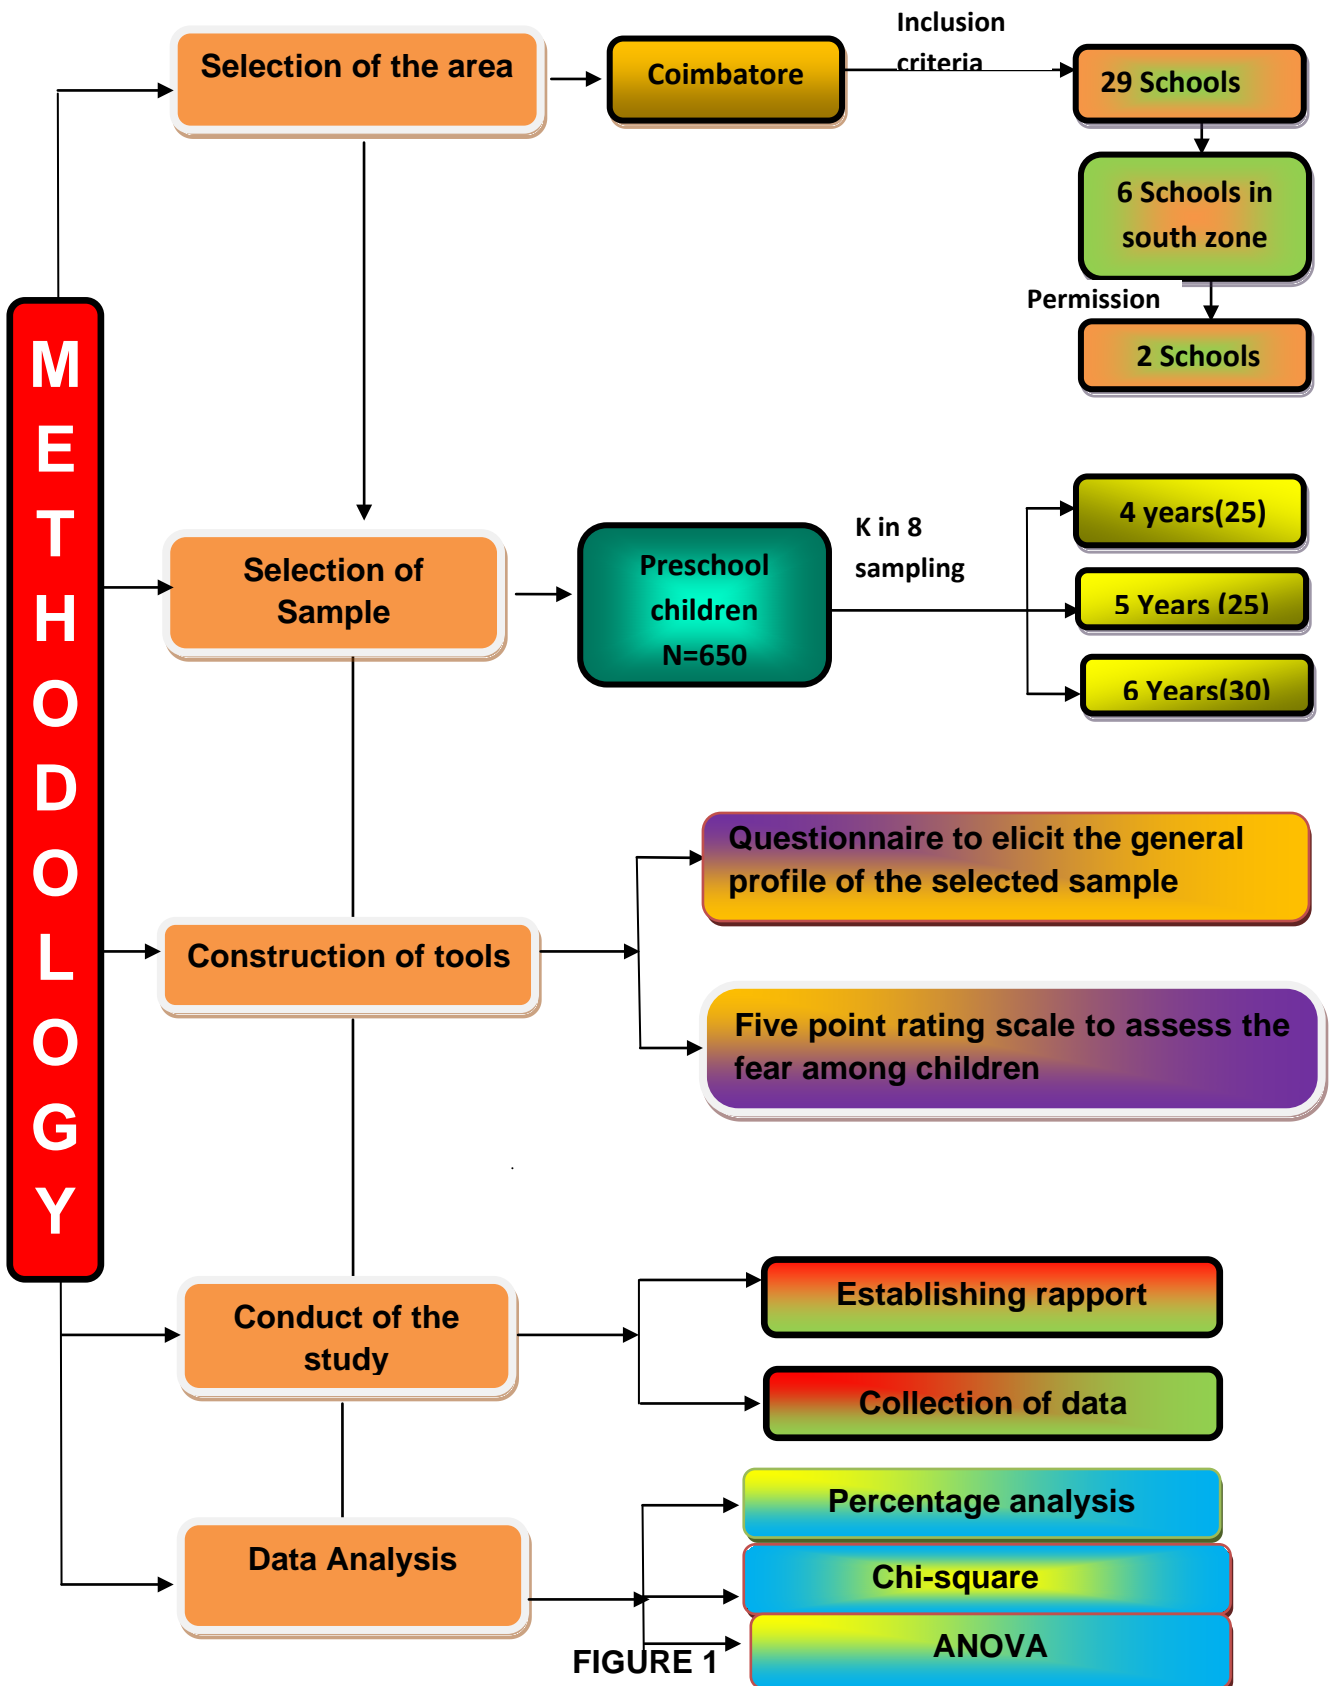 METHODOLOGY
Selection of the area
Coimbatore
Inclusion
criteria
29 Schools
6 Schools in
south zone
Permission
2 Schools
Selection of
Sample
Preschool
children
N=650
K in 8
sampling
4 years(25)
5 Years (25)
6 Years(30)
Construction of tools
Questionnaire to elicit the general
profile of the selected sample
Five point rating scale to assess the
fear among children
Conduct of the
study
Establishing rapport
Collection of data
Data Analysis
Percentage analysis
Chi-square
ANOVA
FIGURE 1